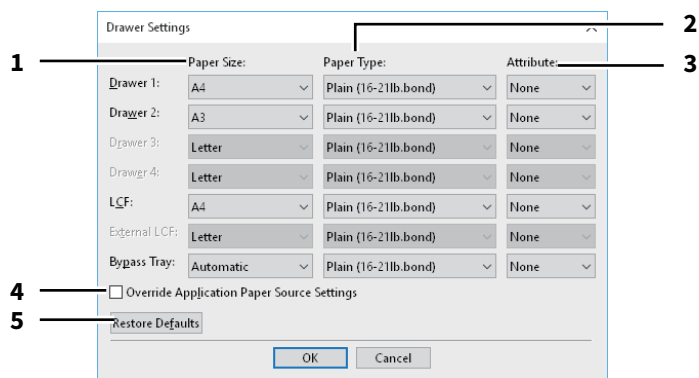 Drawer Settings
2
1
Paper Size: Paper Type: Attribute:
3
Drawer 1: A4 Plain (16-21lb.bond) None
Drawer 2: A3 Plain (16-21lb.bond) None
Drawer 3: Letter Plain (16-21lb.bond) None
Drawer 4: Letter Plain (16-21lb.bond) None
LCF: A4 Plain (16-21lb.bond) None
External LCF: Letter Plain (16-21lb.bond) None
Bypass Tray: Automatic Plain (16-21lb.bond) None
4
Override Application Paper Source Settings
5
Restore Defaults
OK Cancel